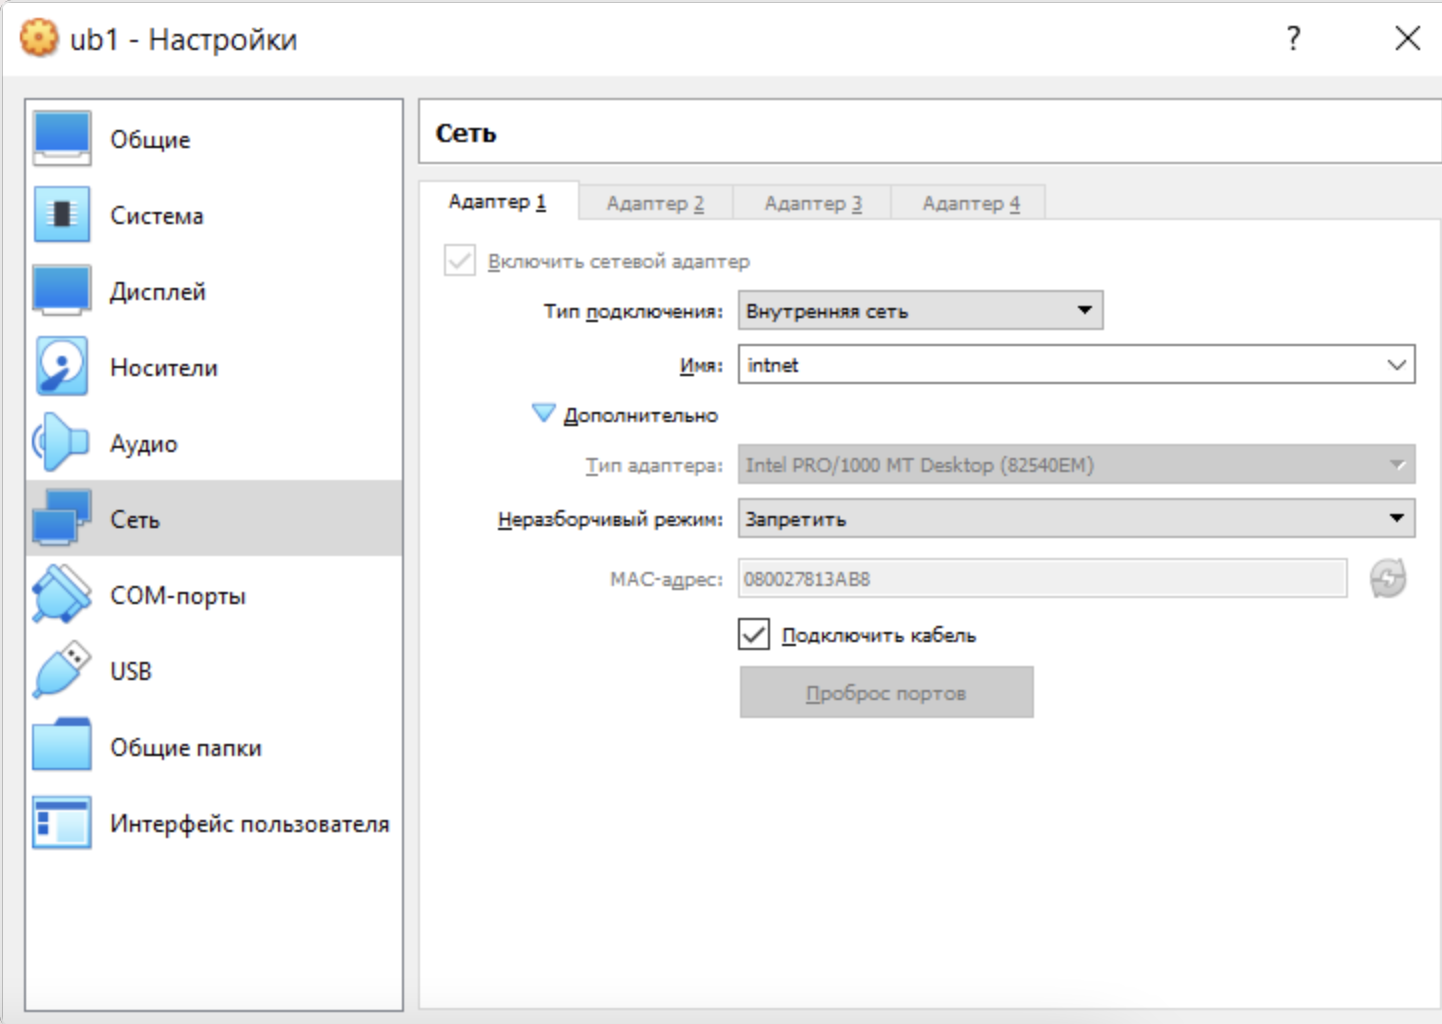 ub1 - Настройки
?
Общие
Система
Дисплей
Носители
Аудио
Сеть
COM-порты
USB
Общие папки
Интерфейс пользователя
Сеть
Адаптер 1
Адаптер 2
Адаптер 3
Адаптер 4
Включить сетевой адаптер
Тип подключения: Внутренняя сеть
Имя: intnet
Дополнительно
Тип адаптера: Intel PRO/1000 MT Desktop (82540EM)
Неразборчивый режим: Запретить
MAC-адрес: 080027813AB8
Подключить кабель
Проброс портов